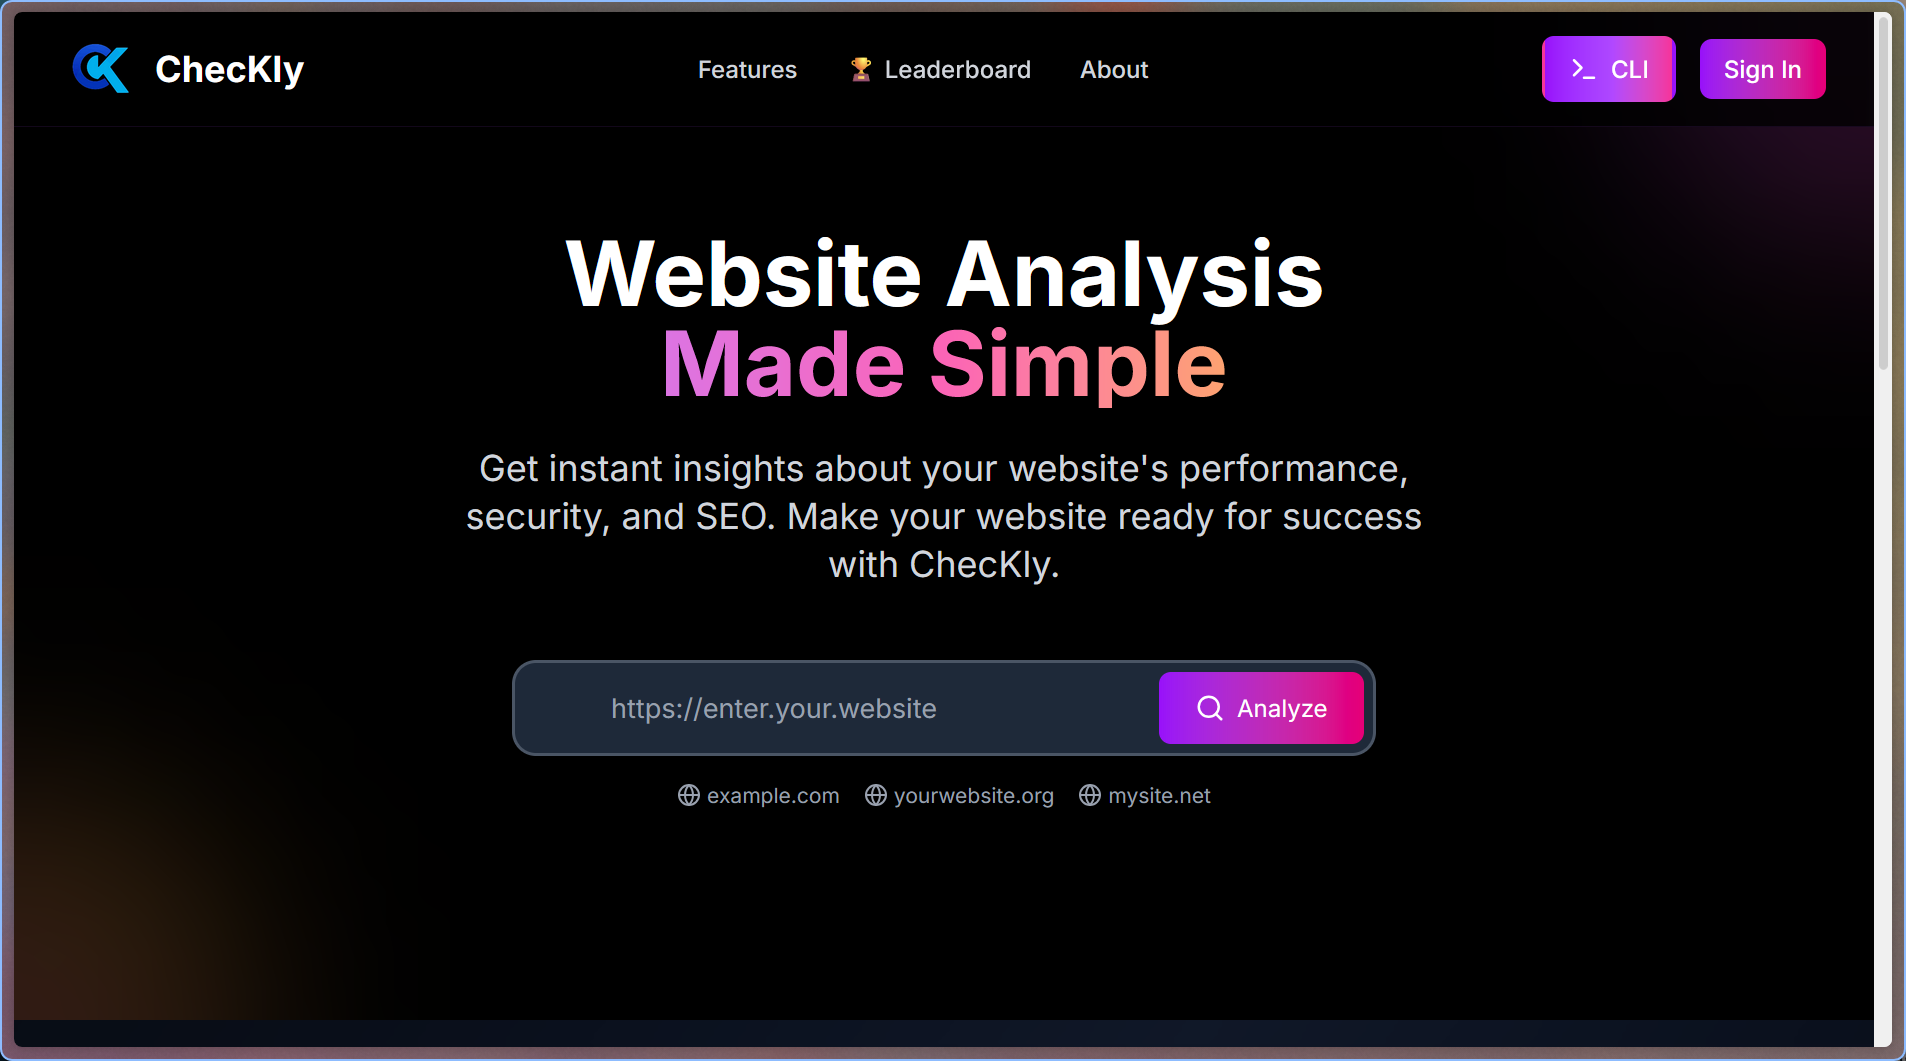 ChecKly
Features
🏆 Leaderboard
About
CLI
Sign In
Website Analysis
Made Simple
Get instant insights about your website's performance,
security, and SEO. Make your website ready for success
with ChecKly.
https://enter.your.website
Analyze
example.com
yourwebsite.org
mysite.net